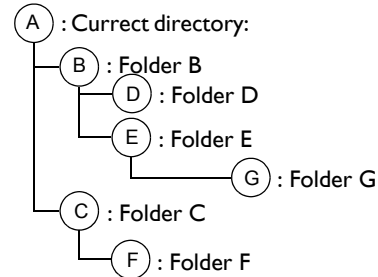 A : Currect directory:
B : Folder B
D : Folder D
E : Folder E
G : Folder G
C : Folder C
F : Folder F